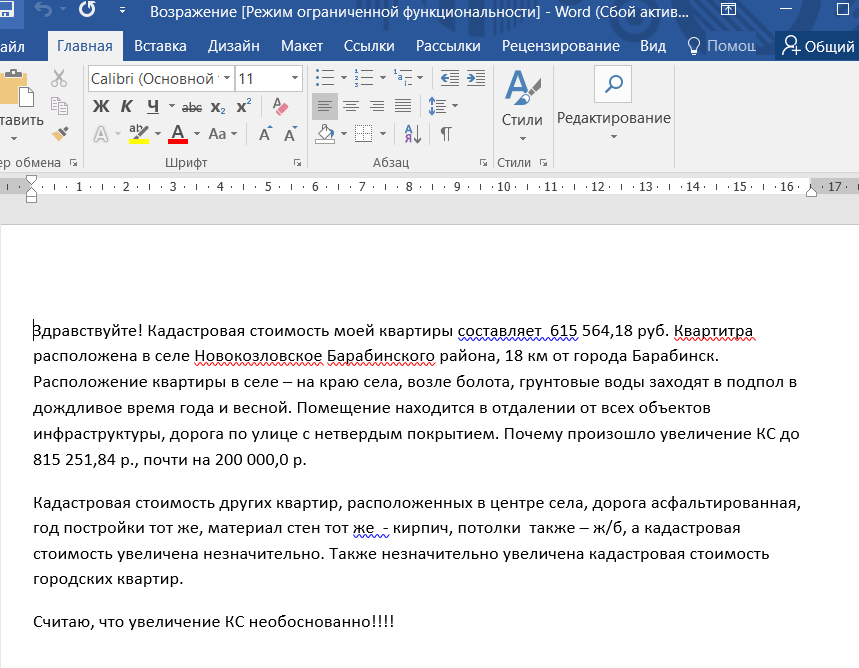 Возражение [Режим ограниченной функциональности] - Word (Сбой актив...
айл Главная Вставка Дизайн Макет Ссылки Рассылки Рецензирование Вид Помощ Общий
Calibri (Основной 11
тавить Ж К Ч abc x₂ x² Стили Редактирование
А ab А Aa А А А Я ¶
ер обмена Шрифт Абзац Стили
1 2 3 4 5 6 7 8 9 10 11 12 13 14 15 16 17
Здравствуйте! Кадастровая стоимость моей квартиры составляет  615 564,18 руб. Квартитра
расположена в селе Новокозловское Барабинского района, 18 км от города Барабинск.
Расположение квартиры в селе – на краю села, возле болота, грунтовые воды заходят в подпол в
дождливое время года и весной. Помещение находится в отдалении от всех объектов
инфраструктуры, дорога по улице с нетвердым покрытием. Почему произошло увеличение КС до
815 251,84 р., почти на 200 000,0 р.
Кадастровая стоимость других квартир, расположенных в центре села, дорога асфальтированная,
год постройки тот же, материал стен тот же  - кирпич, потолки  также – ж/б, а кадастровая
стоимость увеличена незначительно. Также незначительно увеличена кадастровая стоимость
городских квартир.
Считаю, что увеличение КС необоснованно!!!!